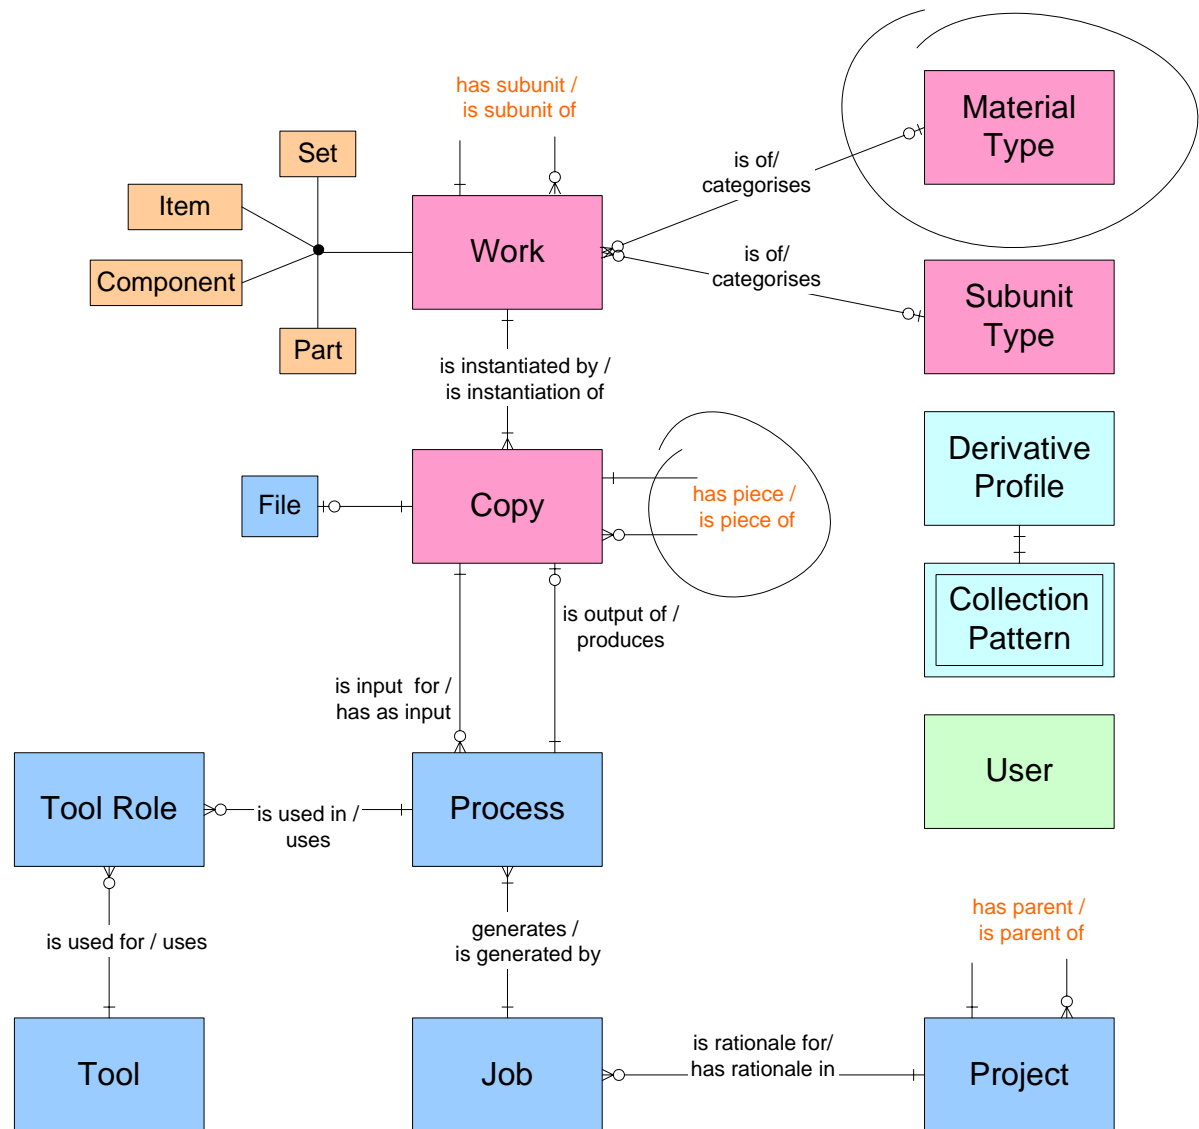 has subunit /
is subunit of
Material
Type
Set
is of/
categorises
Item
Work
Component
is of/
categorises
Subunit
Type
Part
is instantiated by /
is instantiation of
Derivative
Profile
File
Copy
has piece /
is piece of
Collection
Pattern
is output of /
produces
is input for /
has as input
User
Tool Role
is used in /
uses
Process
has parent /
is parent of
is used for / uses
generates /
is generated by
Tool
Job
is rationale for/
has rationale in
Project